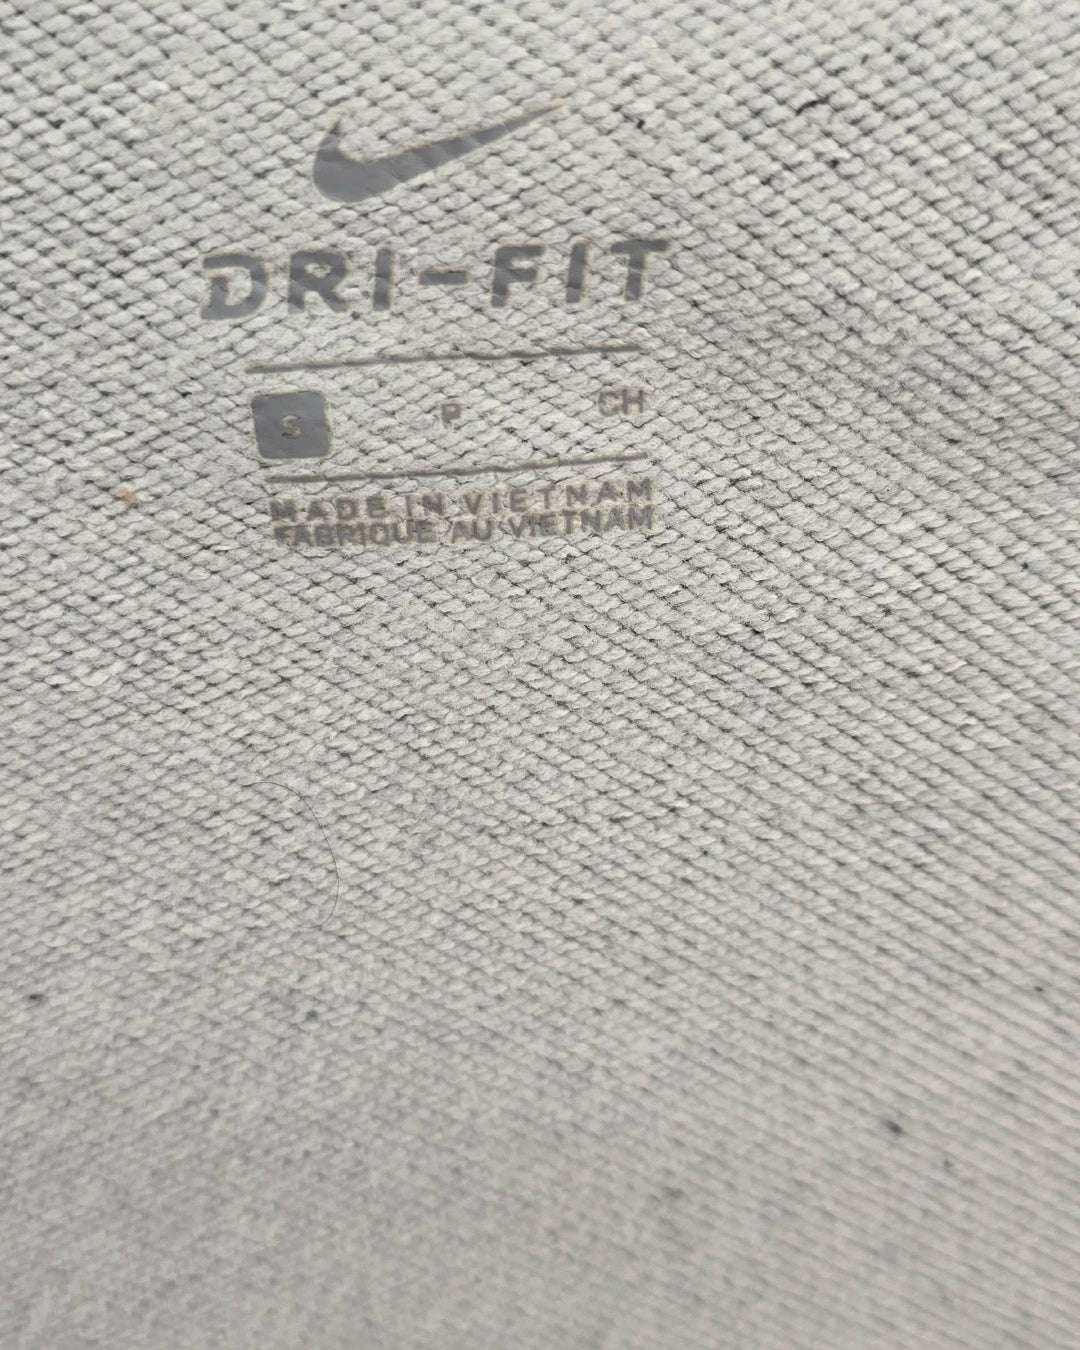 DRI-FIT
S P CH
MADE IN VIETNAM
FABRIQUE AU VIETNAM